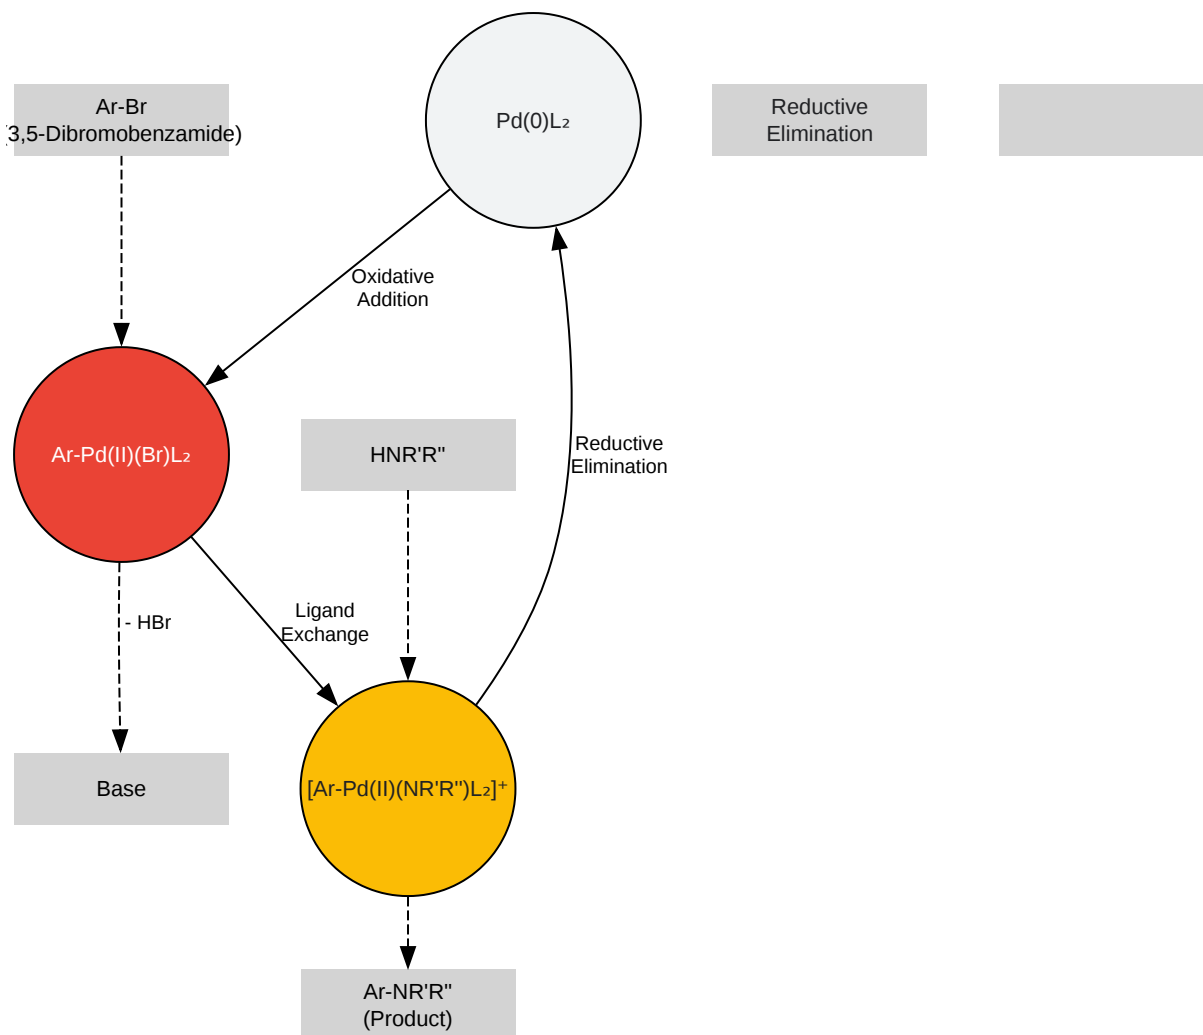 Ar-Br
(3,5-Dibromobenzamide)
Pd(0)L₂
Reductive
Elimination
Oxidative
Addition
Ar-Pd(II)(Br)L₂
HNR'R"
Reductive
Elimination
- HBr
Ligand
Exchange
Base
[Ar-Pd(II)(NR'R")L₂]⁺
Ar-NR'R"
(Product)